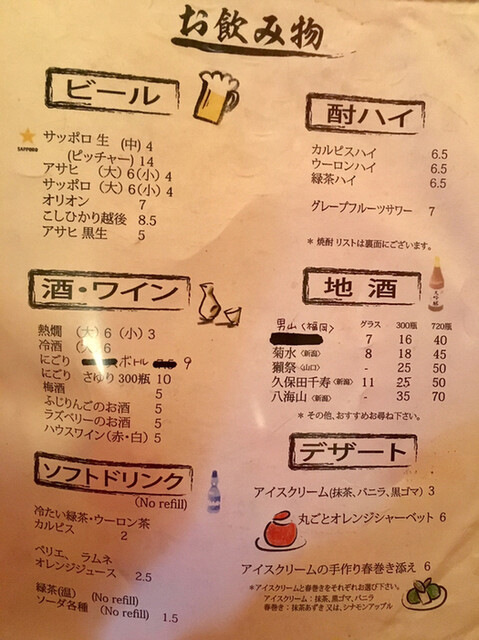 お飲み物
ビール
SAPPORO
サッポロ 生 (中) 4
(ピッチャー) 14
アサヒ (大) 6 (小) 4
サッポロ (大) 6 (小) 4
オリオン 7
こしひかり越後 8.5
アサヒ 黒生 5
酎ハイ
カルピスハイ 6.5
ウーロンハイ 6.5
緑茶ハイ 6.5
グレープフルーツサワー 7
* 焼酎 リストは裏面にございます。
酒・ワイン
熱燗 (大) 6 (小) 3
冷酒 6
にごり ボトル 9
にごり さゆり 300瓶 10
梅酒 5
ふじりんごのお酒 5
ラズベリーのお酒 5
ハウスワイン (赤・白) 5
地 酒
グラス 300瓶 720瓶
男山〈福岡〉 7 16 40
菊水〈新潟〉 8 18 45
獺祭〈山口〉 - 25 50
久保田千寿〈新潟〉 11 25 50
八海山〈新潟〉 - 35 70
* その他、おすすめお尋ね下さい。
ソフトドリンク
(No refill)
冷たい緑茶・ウーロン茶
カルピス 2
ペリエ、 ラムネ
オレンジジュース 2.5
緑茶(温) (No refill)
ソーダ各種 (No refill) 1.5
デザート
アイスクリーム(抹茶、バニラ、黒ゴマ) 3
丸ごとオレンジシャーベット 6
アイスクリームの手作り春巻き添え 6
*アイスクリームと春巻きをそれぞれお選び下さい。
アイスクリーム : 抹茶、黒ゴマ、バニラ
春巻き : 抹茶あずき 又は、シナモンアップル